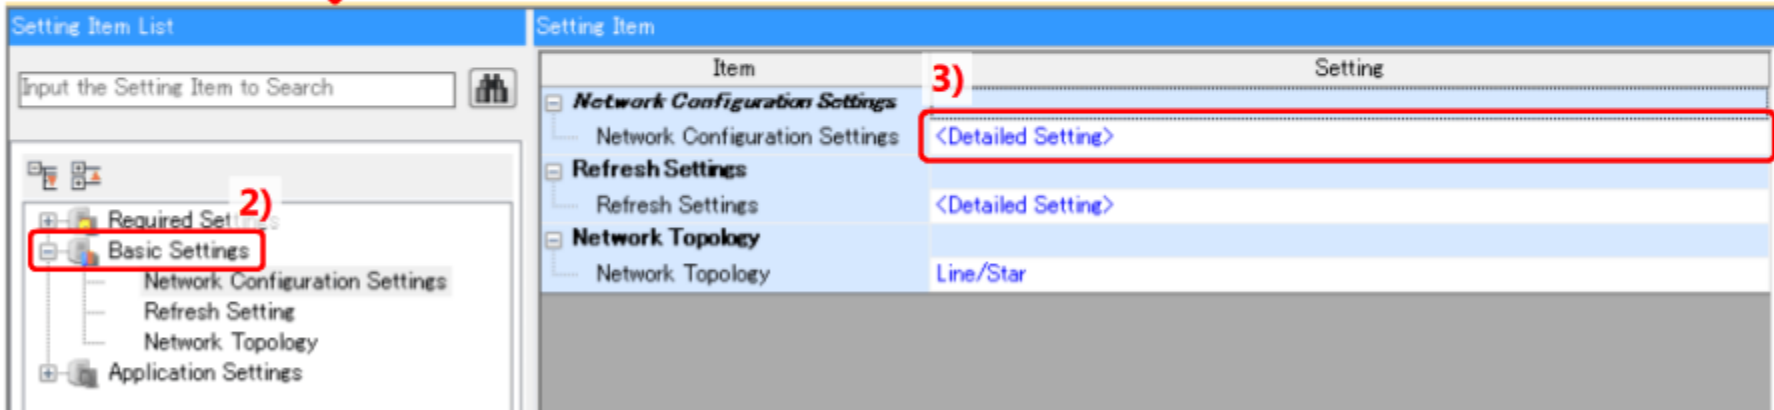 Setting Item List
Input the Setting Item to Search
2)
Required Settings
Basic Settings
Network Configuration Settings
Refresh Setting
Network Topology
Application Settings
Setting Item
Item Setting
3)
Network Configuration Settings
Network Configuration Settings <Detailed Setting>
Refresh Settings
Refresh Settings <Detailed Setting>
Network Topology
Network Topology Line/Star